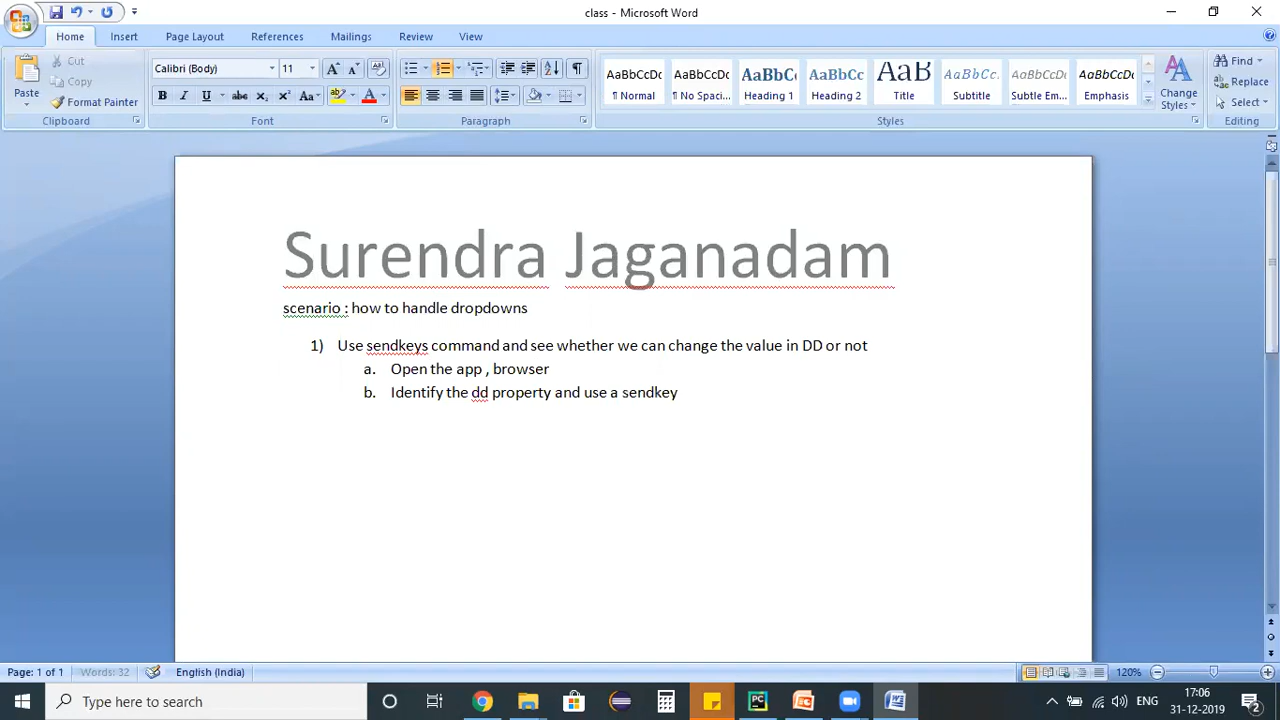 class - Microsoft Word
Home Insert Page Layout References Mailings Review View
Paste
Cut
Copy
Format Painter
Clipboard
Calibri (Body) 11
Font
Paragraph
AaBbCcDc AaBbCcDc AaBbC AaBbCc AaB AaBbCc. AaBbCcDc AaBbCcDc
¶ Normal ¶ No Spaci... Heading 1 Heading 2 Title Subtitle Subtle Em... Emphasis
Change Styles
Styles
Find
Replace
Select
Editing
Surendra Jaganadam
scenario : how to handle dropdowns
1) Use sendkeys command and see whether we can change the value in DD or not
a. Open the app , browser
b. Identify the dd property and use a sendkey
Page: 1 of 1 Words: 32 English (India) 120%
Type here to search
ENG
17:06
31-12-2019
2